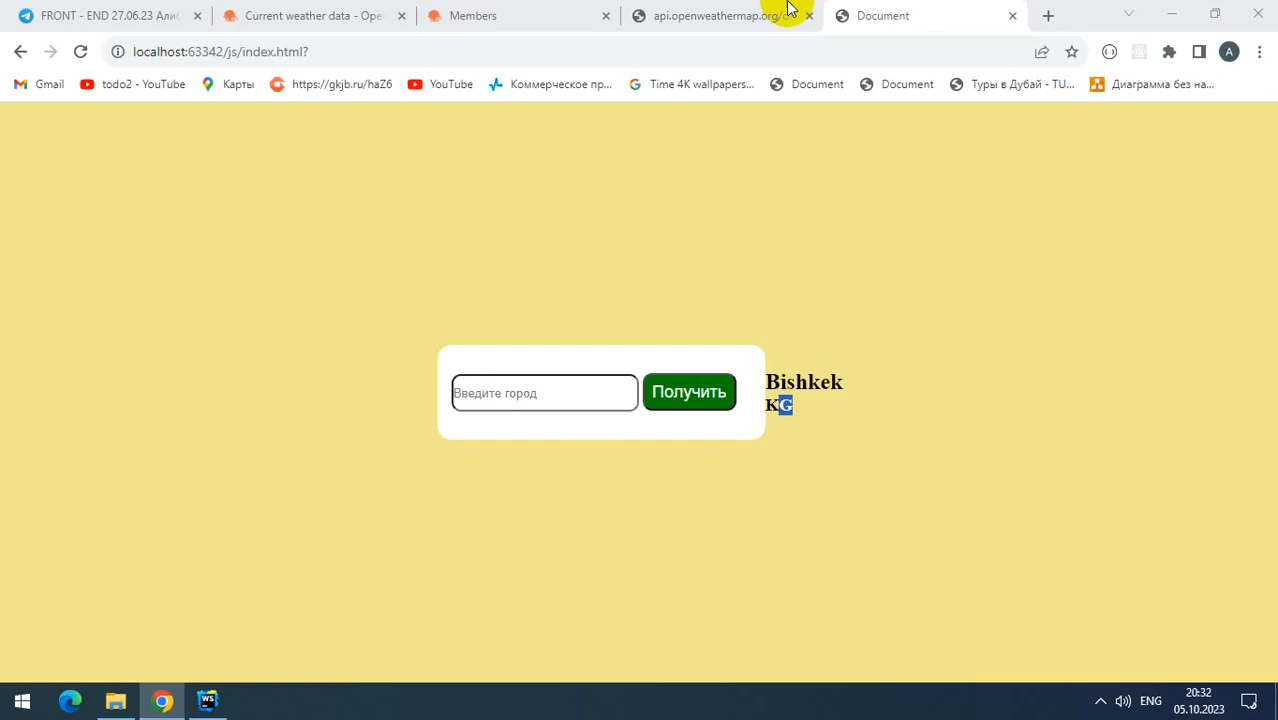 FRONT - END 27.06.23 Алиб
Current weather data - Ope
Members
api.openweathermap.org/d
Document
localhost:63342/js/index.html?
A
Gmail
todo2 - YouTube
Карты
https://gkjb.ru/haZ6
YouTube
Коммерческое пр...
Time 4K wallpapers...
Document
Document
Туры в Дубай - TU...
Диаграмма без на...
Введите город
Получить
Bishkek
KG
WS
ENG
20:32
05.10.2023